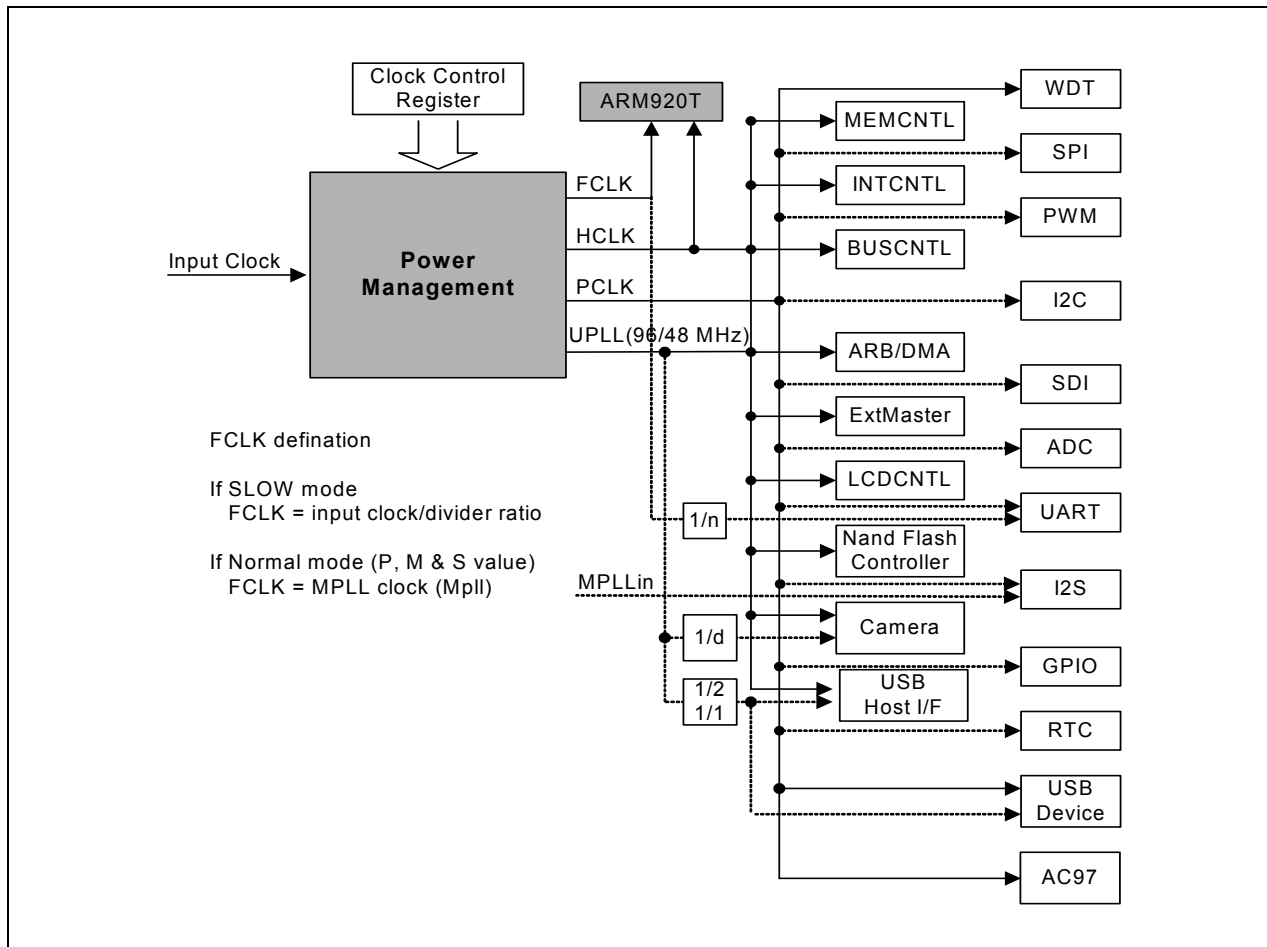 Clock Control
Register
ARM920T
WDT
MEMCNTL
SPI
FCLK
INTCNTL
PWM
HCLK
BUSCNTL
Input Clock
Power
Management
PCLK
I2C
UPLL(96/48 MHz)
ARB/DMA
SDI
ExtMaster
FCLK defination
ADC
If SLOW mode
FCLK = input clock/divider ratio
LCDCNTL
1/n
UART
Nand Flash
Controller
If Normal mode (P, M & S value)
FCLK = MPLL clock (Mpll)
MPLLin
I2S
Camera
1/d
GPIO
1/2
1/1
USB
Host I/F
RTC
USB
Device
AC97